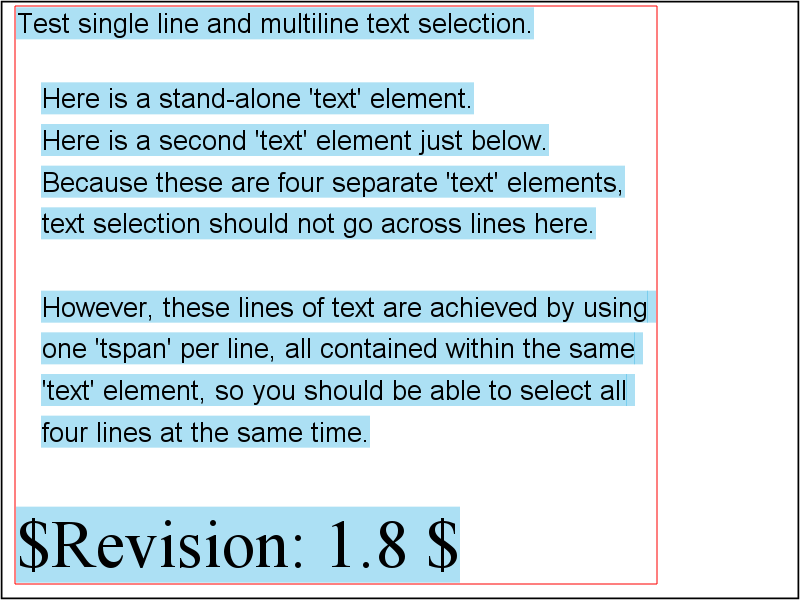 Test single line and multiline text selection.
Here is a stand-alone 'text' element.
Here is a second 'text' element just below.
Because these are four separate 'text' elements,
text selection should not go across lines here.
However, these lines of text are achieved by using
one 'tspan' per line, all contained within the same
'text' element, so you should be able to select all
four lines at the same time.
$Revision: 1.8 $